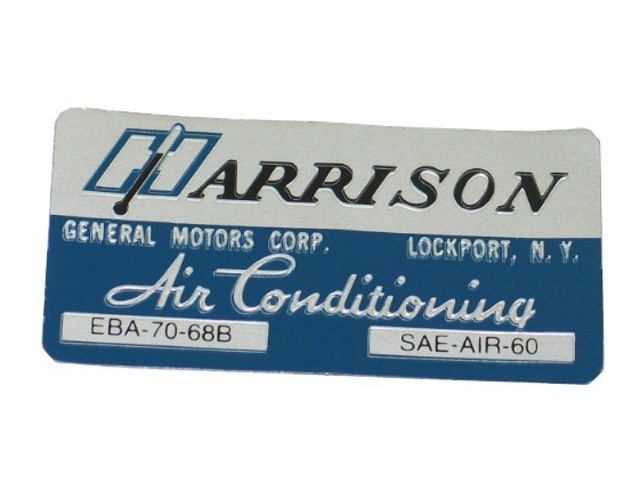 HARRISON
GENERAL MOTORS CORP. LOCKPORT, N. Y.
Air Conditioning
EBA-70-68B SAE-AIR-60